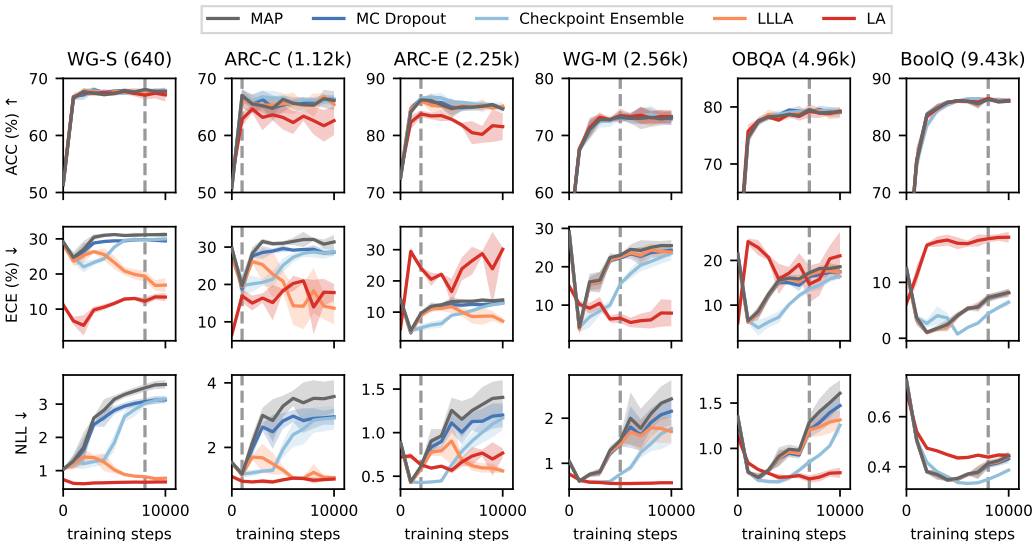 MAP MC Dropout Checkpoint Ensemble LLLA LA
WG-S (640) ARC-C (1.12k) ARC-E (2.25k) WG-M (2.56k) OBQA (4.96k) BoolQ (9.43k)
ACC (%) ↑
70 70 90 80 80 90
60 60 80 70 70 80
50 50 70 60 70
ECE (%) ↓
30 30 30 30 20 10
20 20 20 20 10 0
10 10 10 10
NLL ↓
3 4 1.5 2 1.5 0.6
2 2 1.0 1 1.0 0.4
1 0.5
0 10000 0 10000 0 10000 0 10000 0 10000 0 10000
training steps training steps training steps training steps training steps training steps